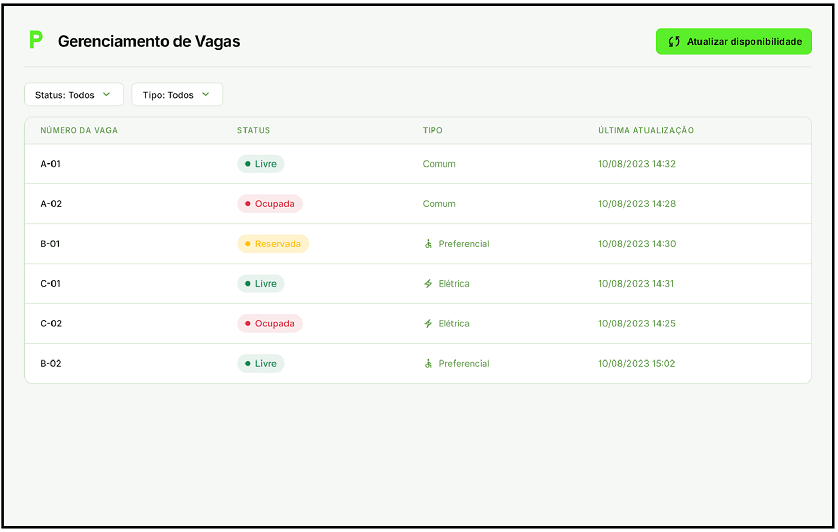 P Gerenciamento de Vagas Atualizar disponibilidade
Status: Todos Tipo: Todos
NÚMERO DA VAGA STATUS TIPO ÚLTIMA ATUALIZAÇÃO
A-01 Livre Comum 10/08/2023 14:32
A-02 Ocupada Comum 10/08/2023 14:28
B-01 Reservada Preferencial 10/08/2023 14:30
C-01 Livre Elétrica 10/08/2023 14:31
C-02 Ocupada Elétrica 10/08/2023 14:25
B-02 Livre Preferencial 10/08/2023 15:02